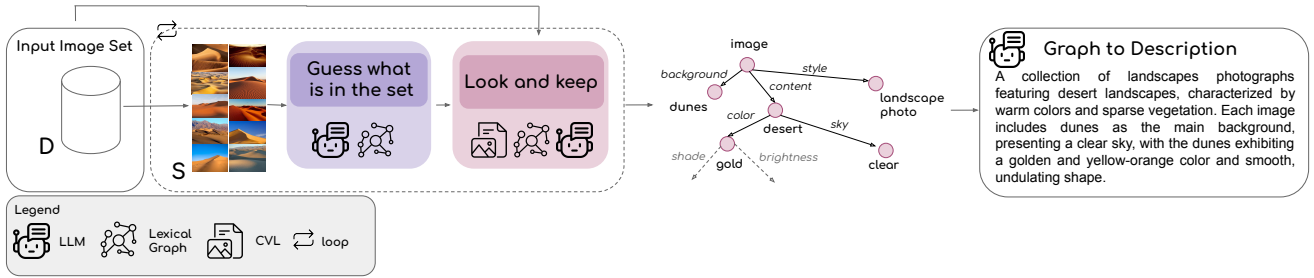 Input Image Set
D
S
Guess what
is in the set
Look and keep
image
background
style
content
dunes
landscape
photo
color
desert
sky
gold
clear
shade
brightness
Graph to Description
A collection of landscapes photographs
featuring desert landscapes, characterized by
warm colors and sparse vegetation. Each image
includes dunes as the main background,
presenting a clear sky, with the dunes exhibiting
a golden and yellow-orange color and smooth,
undulating shape.
Legend
LLM
Lexical
Graph
CVL
loop